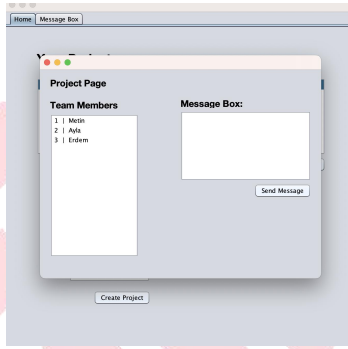 Home Message Box
Project Page
Team Members
1 | Metin
2 | Ayla
3 | Erdem
Message Box:
Send Message
Create Project